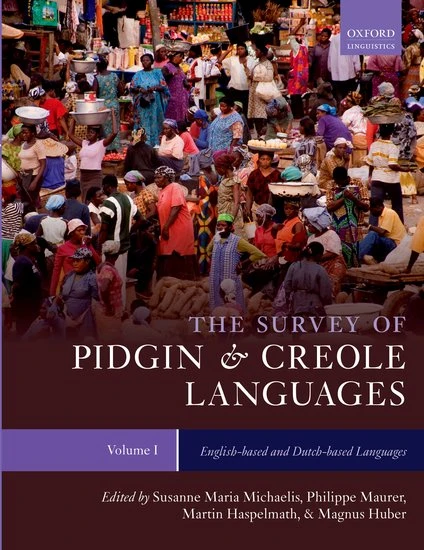 OXFORD
LINGUISTICS
THE SURVEY OF
PIDGIN & CREOLE
LANGUAGES
Volume I
English-based and Dutch-based Languages
Edited by Susanne Maria Michaelis, Philippe Maurer,
Martin Haspelmath, & Magnus Huber